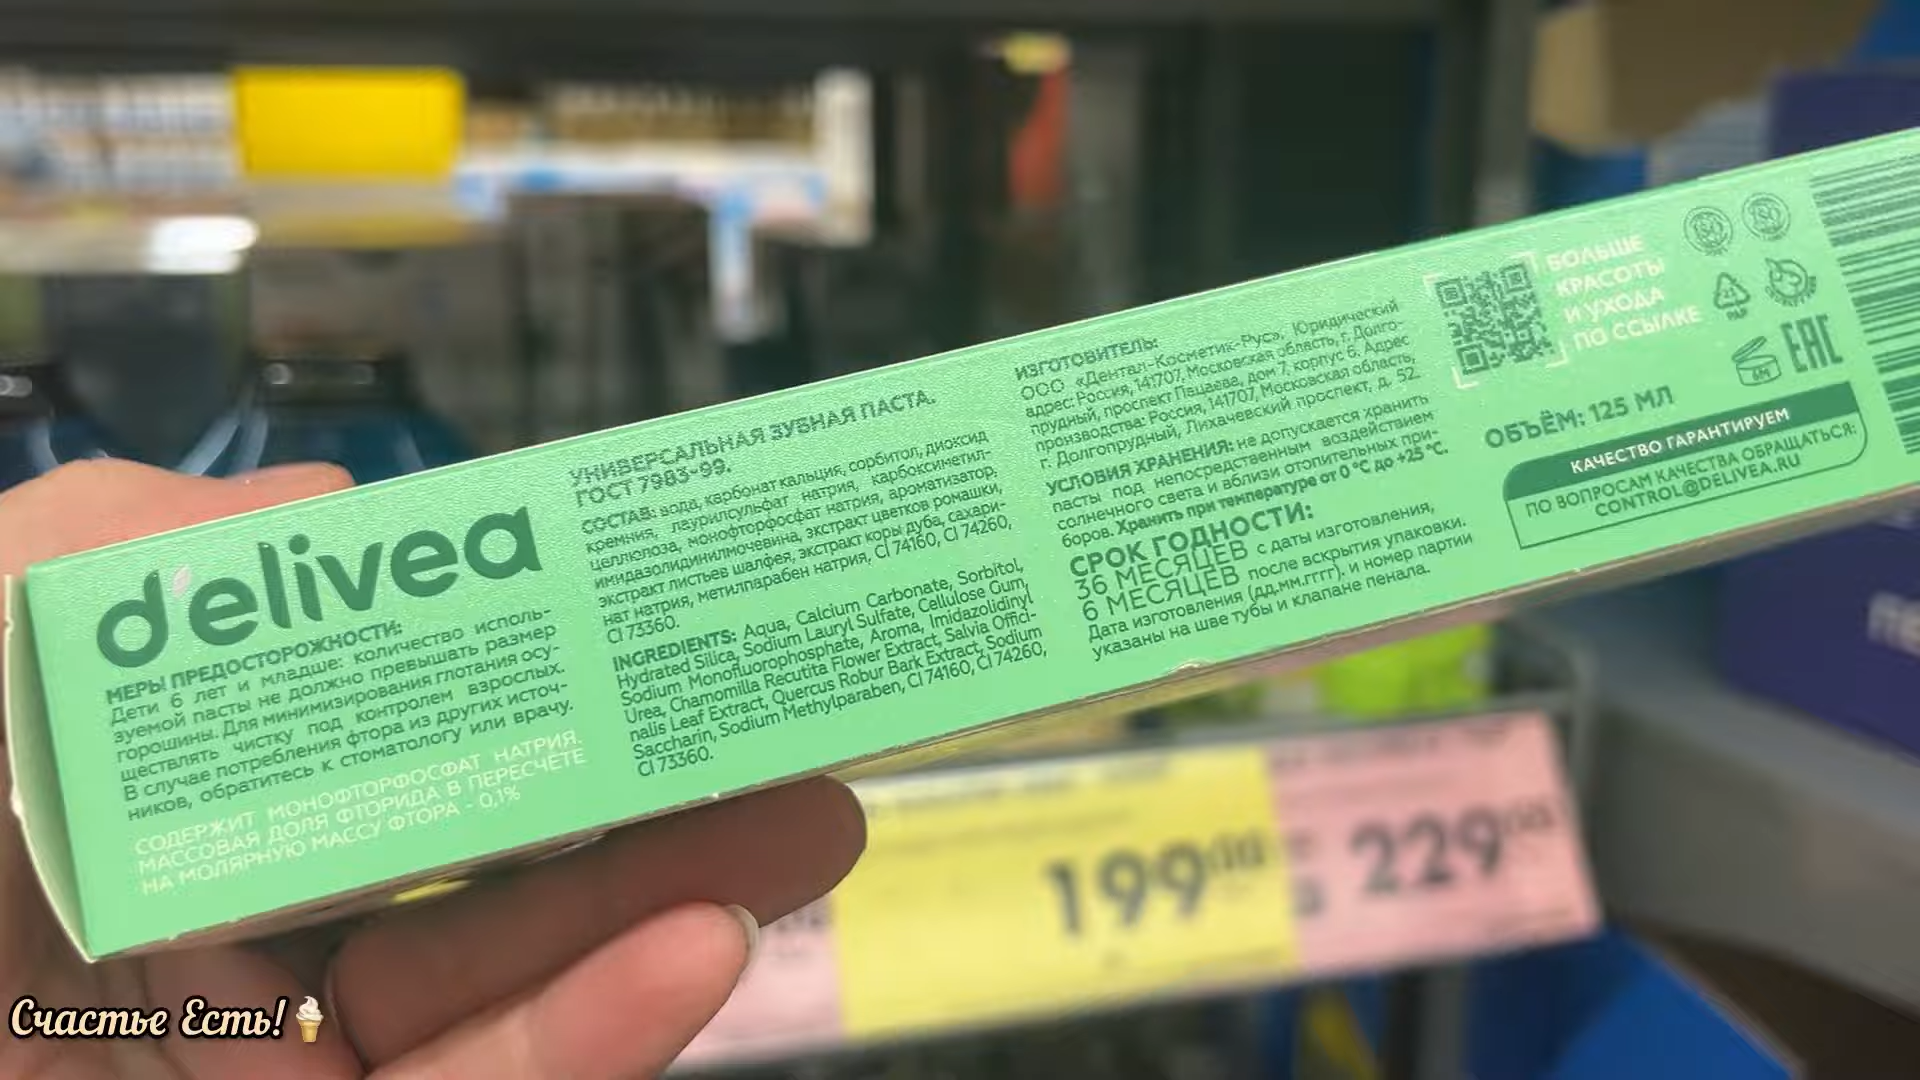 d'elivea
МЕРЫ ПРЕДОСТОРОЖНОСТИ:
Дети 6 лет и младше: количество исполь-
зуемой пасты не должно превышать размер
горошины. Для минимизирования глотания осу-
ществлять чистку под контролем взрослых.
В случае потребления фтора из других источ-
ников, обратитесь к стоматологу или врачу.
СОДЕРЖИТ МОНОФТОРФОСФАТ НАТРИЯ.
МАССОВАЯ ДОЛЯ ФТОРИДА В ПЕРЕСЧЕТЕ
НА МОЛЯРНУЮ МАССУ ФТОРА - 0,1%
УНИВЕРСАЛЬНАЯ ЗУБНАЯ ПАСТА.
ГОСТ 7983-99.
СОСТАВ: вода, карбонат кальция, сорбитол, диоксид
кремния, лаурилсульфат натрия, карбоксиметил-
целлюлоза, монофторфосфат натрия, ароматизатор,
имидазолидинилмочевина, экстракт цветков ромашки,
экстракт листьев шалфея, экстракт коры дуба, сахари-
нат натрия, метилпарабен натрия, CI 74160, CI 74260,
CI 73360.
INGREDIENTS: Aqua, Calcium Carbonate, Sorbitol,
Hydrated Silica, Sodium Lauryl Sulfate, Cellulose Gum,
Sodium Monofluorophosphate, Aroma, Imidazolidinyl
Urea, Chamomilla Recutita Flower Extract, Salvia Offici-
nalis Leaf Extract, Quercus Robur Bark Extract, Sodium
Saccharin, Sodium Methylparaben, CI 74160, CI 74260,
CI 73360.
ИЗГОТОВИТЕЛЬ:
ООО «Дентал-Косметик-Рус», Юридический
адрес: Россия, 141707, Московская область, г. Долго-
прудный, проспект Пацаева, дом 7, корпус 6. Адрес
производства: Россия, 141707, Московская область,
г. Долгопрудный, Лихачевский проспект, д. 52.
УСЛОВИЯ ХРАНЕНИЯ: не допускается хранить
пасты под непосредственным воздействием
солнечного света и вблизи отопительных при-
боров. Хранить при температуре от 0 °C до +25 °C.
СРОК ГОДНОСТИ:
36 МЕСЯЦЕВ с даты изготовления,
6 МЕСЯЦЕВ после вскрытия упаковки.
Дата изготовления (дд.мм.гггг). и номер партии
указаны на шве тубы и клапане пенала.
БОЛЬШЕ
КРАСОТЫ
И УХОДА
ПО ССЫЛКЕ
ISO
ISO
PAP
6M
EAC
ОБЪЁМ: 125 МЛ
КАЧЕСТВО ГАРАНТИРУЕМ
ПО ВОПРОСАМ КАЧЕСТВА ОБРАЩАТЬСЯ:
CONTROL@DELIVEA.RU
199
229
Счастье Есть!